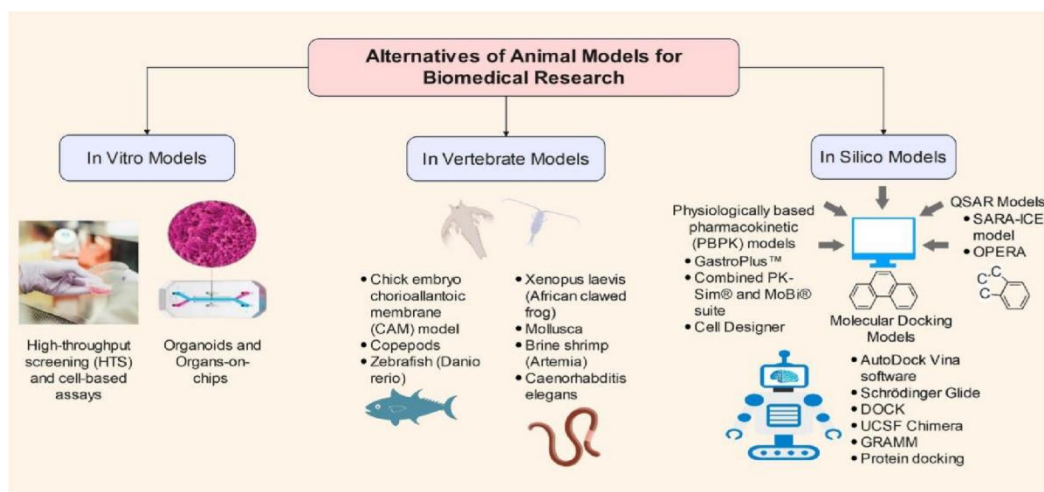 Alternatives of Animal Models for
Biomedical Research
In Vitro Models
High-throughput
screening (HTS)
and cell-based
assays
Organoids and
Organs-on-
chips
In Vertebrate Models
• Chick embryo
chorioallantoic
membrane
(CAM) model
• Copepods
• Zebrafish (Danio
rerio)
• Xenopus laevis
(African clawed
frog)
• Mollusca
• Brine shrimp
(Artemia)
• Caenorhabditis
elegans
In Silico Models
Physiologically based
pharmacokinetic
(PBPK) models
• GastroPlus™
• Combined PK-
Sim® and MoBi®
suite
• Cell Designer
QSAR Models
• SARA-ICE
model
• OPERA
C
C
C
Molecular Docking
Models
• AutoDock Vina
software
• Schrödinger Glide
• DOCK
• UCSF Chimera
• GRAMM
• Protein docking